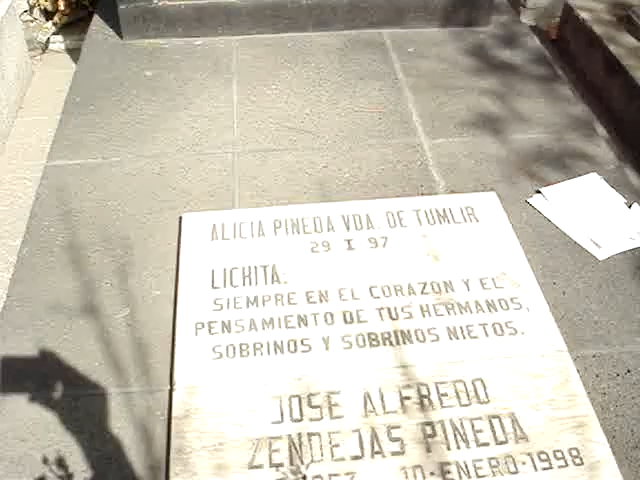 ALICIA PINEDA VDA. DE TUMLIR
29 I 97
LICHITA:
SIEMPRE EN EL CORAZON Y EL
PENSAMIENTO DE TUS HERMANOS,
SOBRINOS Y SOBRINOS NIETOS.
JOSE ALFREDO
ZENDEJAS PINEDA
10-ENERO-1998